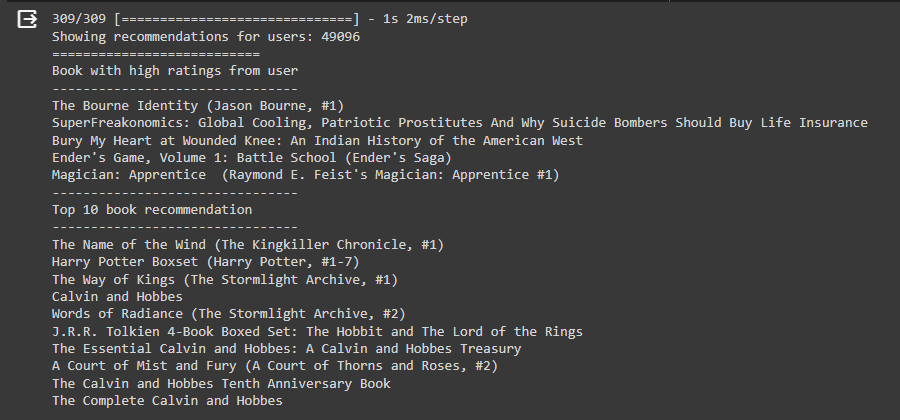 309/309 [==============================] - 1s 2ms/step
Showing recommendations for users: 49096
===========================
Book with high ratings from user
--------------------------------
The Bourne Identity (Jason Bourne, #1)
SuperFreakonomics: Global Cooling, Patriotic Prostitutes And Why Suicide Bombers Should Buy Life Insurance
Bury My Heart at Wounded Knee: An Indian History of the American West
Ender's Game, Volume 1: Battle School (Ender's Saga)
Magician: Apprentice  (Raymond E. Feist's Magician: Apprentice #1)
--------------------------------
Top 10 book recommendation
--------------------------------
The Name of the Wind (The Kingkiller Chronicle, #1)
Harry Potter Boxset (Harry Potter, #1-7)
The Way of Kings (The Stormlight Archive, #1)
Calvin and Hobbes
Words of Radiance (The Stormlight Archive, #2)
J.R.R. Tolkien 4-Book Boxed Set: The Hobbit and The Lord of the Rings
The Essential Calvin and Hobbes: A Calvin and Hobbes Treasury
A Court of Mist and Fury (A Court of Thorns and Roses, #2)
The Calvin and Hobbes Tenth Anniversary Book
The Complete Calvin and Hobbes